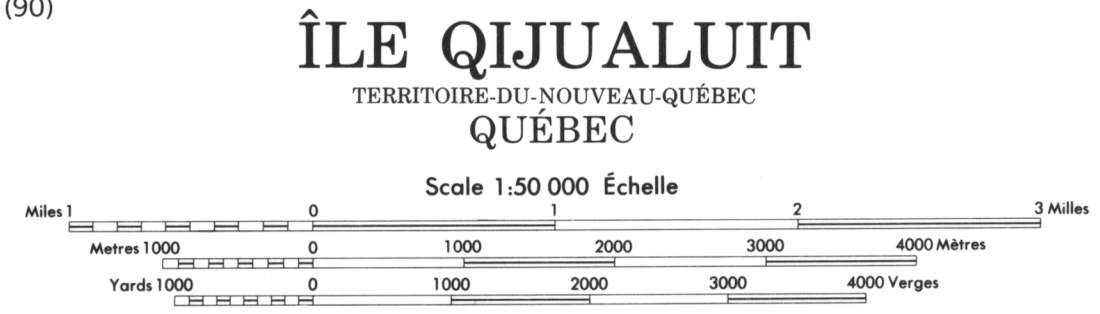 (90)
ÎLE QIJUALUIT
TERRITOIRE-DU-NOUVEAU-QUÉBEC
QUÉBEC
Scale 1:50 000 Échelle
Miles 1 0 1 2 3 Milles
Metres 1000 0 1000 2000 3000 4000 Mètres
Yards 1000 0 1000 2000 3000 4000 Verges